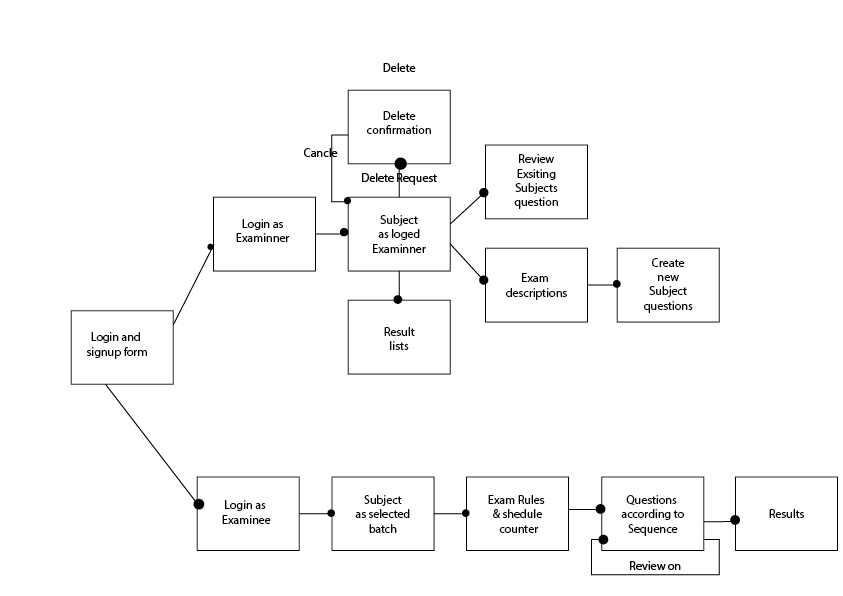 Delete
Delete
confirmation
Cancle
Delete Request
Review
Exsiting
Subjects
question
Login as
Examinner
Subject
as loged
Examinner
Exam
descriptions
Create
new
Subject
questions
Result
lists
Login and
signup form
Login as
Examinee
Subject
as selected
batch
Exam Rules
& shedule
counter
Questions
according to
Sequence
Results
Review on